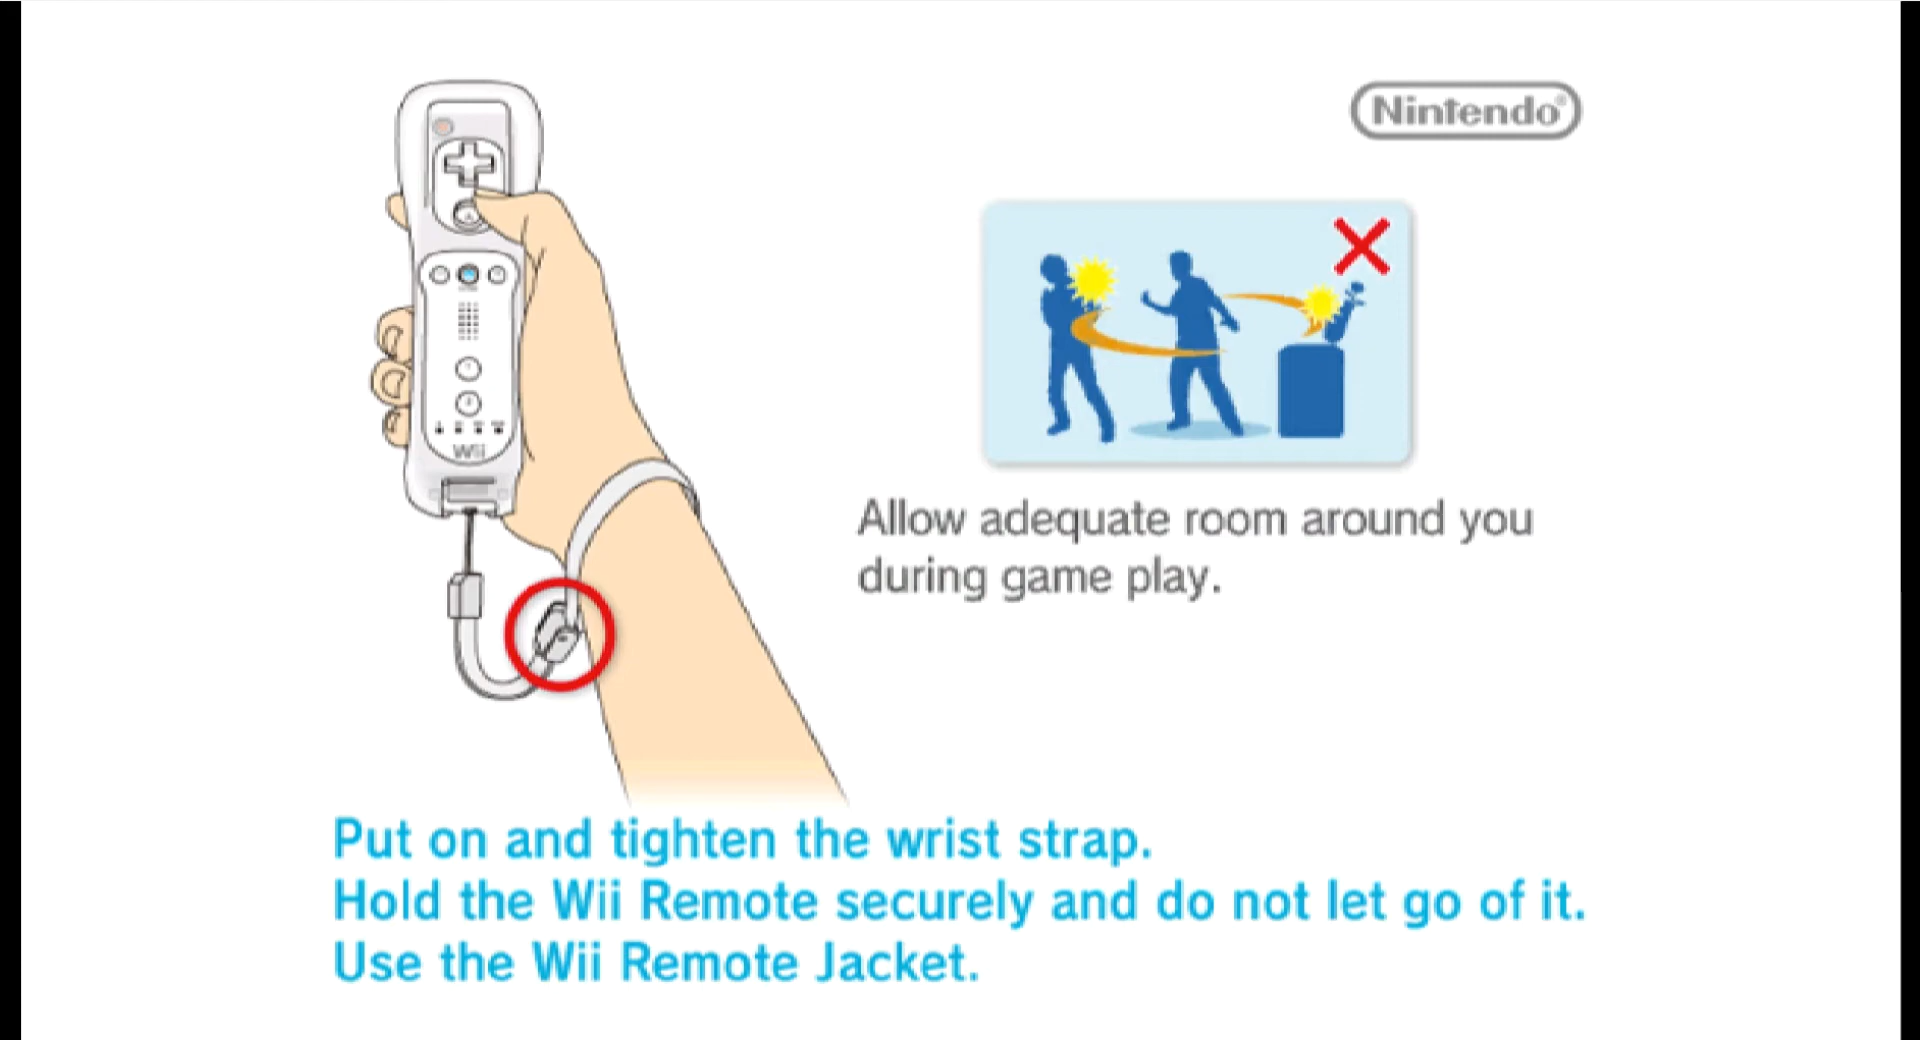 Nintendo®
Wii
Allow adequate room around you
during game play.
Put on and tighten the wrist strap.
Hold the Wii Remote securely and do not let go of it.
Use the Wii Remote Jacket.